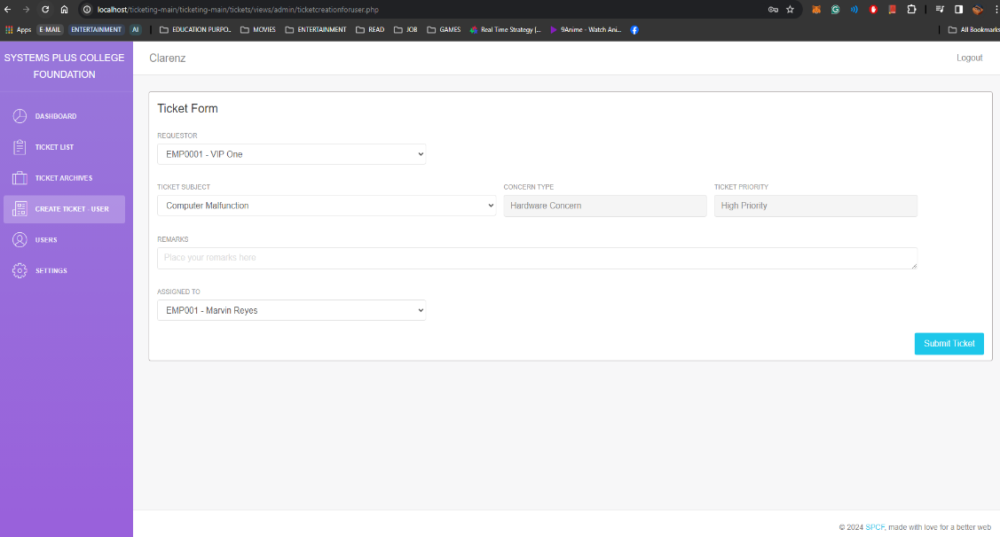 localhost/ticketing-main/ticketing-main/tickets/views/admin/ticketcreationforuser.php
Apps E-MAIL ENTERTAINMENT AI EDUCATION PURPO... MOVIES ENTERTAINMENT READ JOB GAMES Real Time Strategy (... 9Anime - Watch Ani... All Bookmarks
SYSTEMS PLUS COLLEGE
FOUNDATION
DASHBOARD
TICKET LIST
TICKET ARCHIVES
CREATE TICKET - USER
USERS
SETTINGS
Clarenz
Logout
Ticket Form
REQUESTOR
EMP0001 - VIP One
TICKET SUBJECT CONCERN TYPE TICKET PRIORITY
Computer Malfunction Hardware Concern High Priority
REMARKS
Place your remarks here
ASSIGNED TO
EMP001 - Marvin Reyes
Submit Ticket
© 2024 SPCF, made with love for a better web